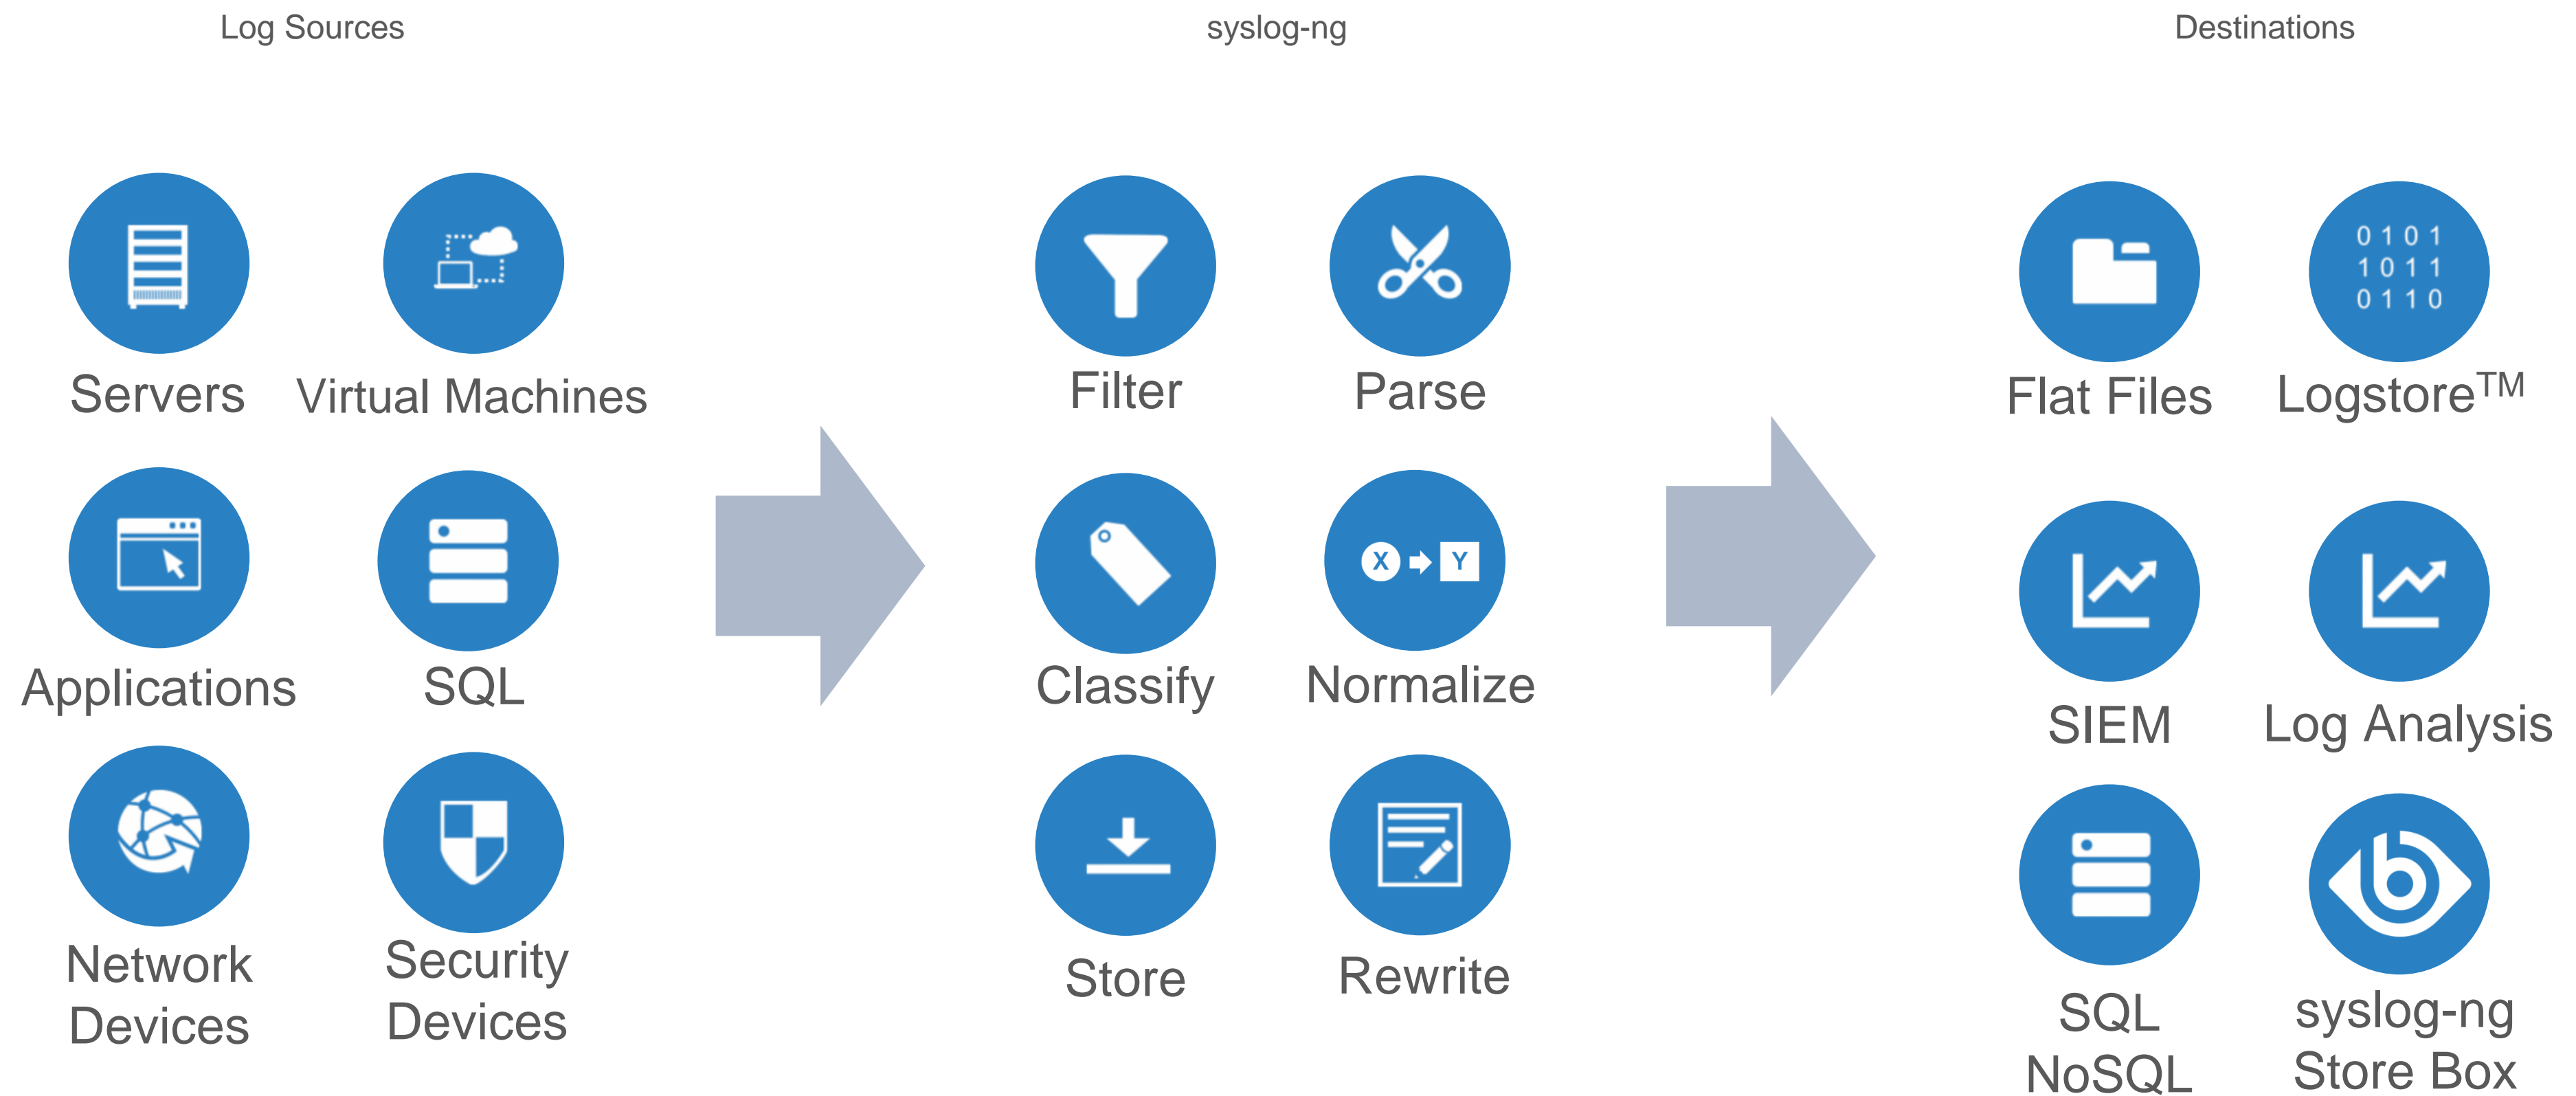 Log Sources
syslog-ng
Destinations
Servers
Virtual Machines
Applications
SQL
Network
Devices
Security
Devices
Filter
Parse
Classify
X
Y
Normalize
Store
Rewrite
Flat Files
0 1 0 1
1 0 1 1
0 1 1 0
Logstore™
SIEM
Log Analysis
SQL
NoSQL
b
syslog-ng
Store Box